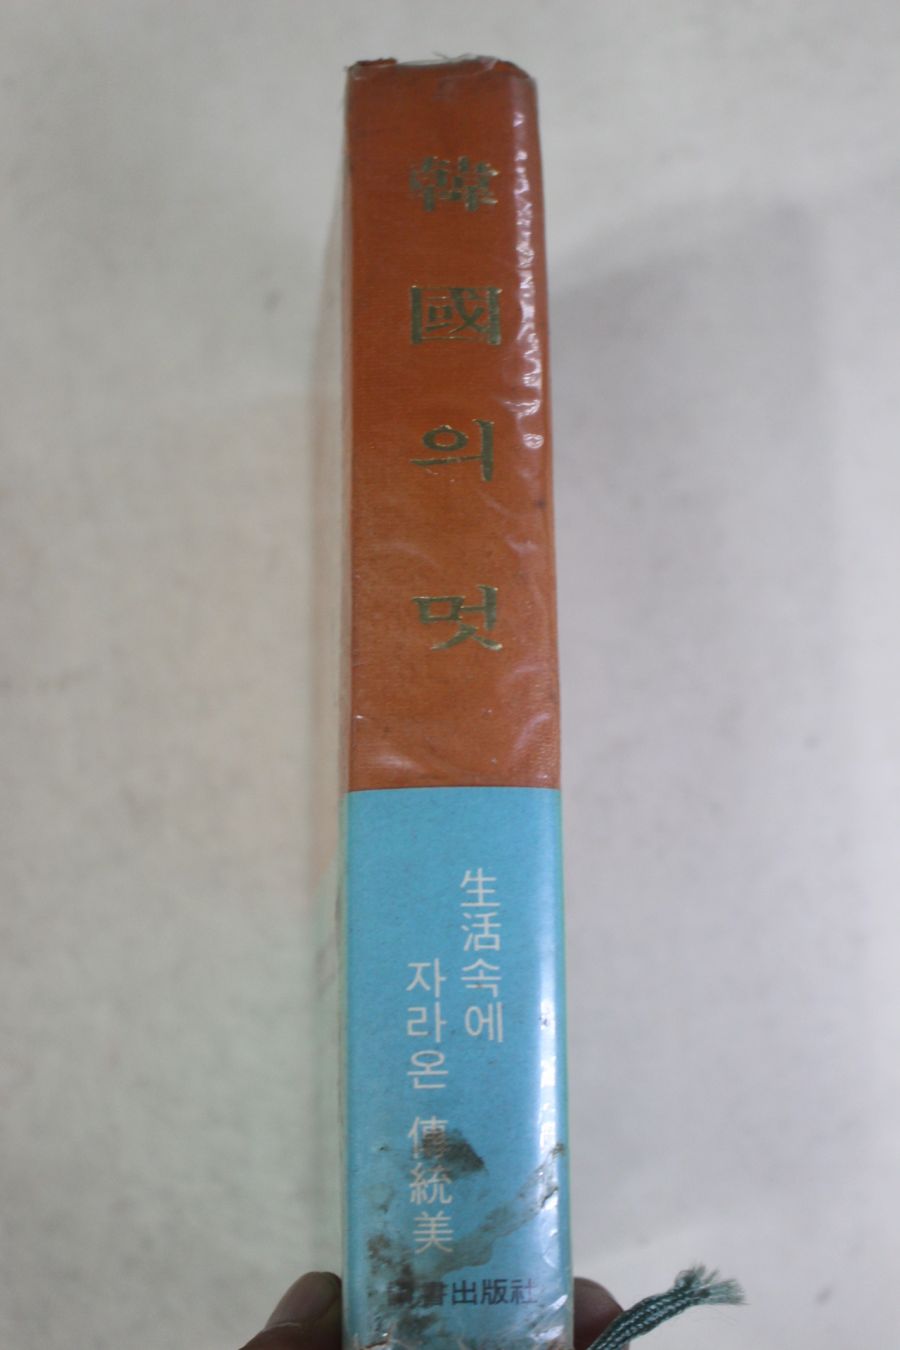 韓國의멋
生活속에
자라온 傳統美
書出版社